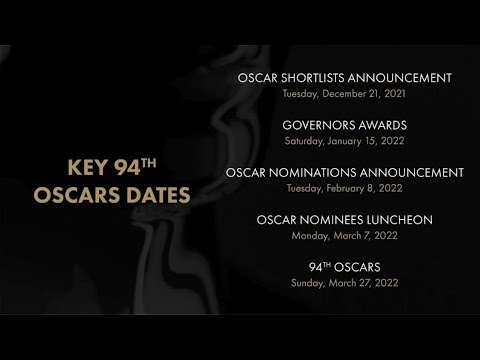 KEY 94TH
OSCARS DATES
OSCAR SHORTLISTS ANNOUNCEMENT
Tuesday, December 21, 2021
GOVERNORS AWARDS
Saturday, January 15, 2022
OSCAR NOMINATIONS ANNOUNCEMENT
Tuesday, February 8, 2022
OSCAR NOMINEES LUNCHEON
Monday, March 7, 2022
94TH OSCARS
Sunday, March 27, 2022